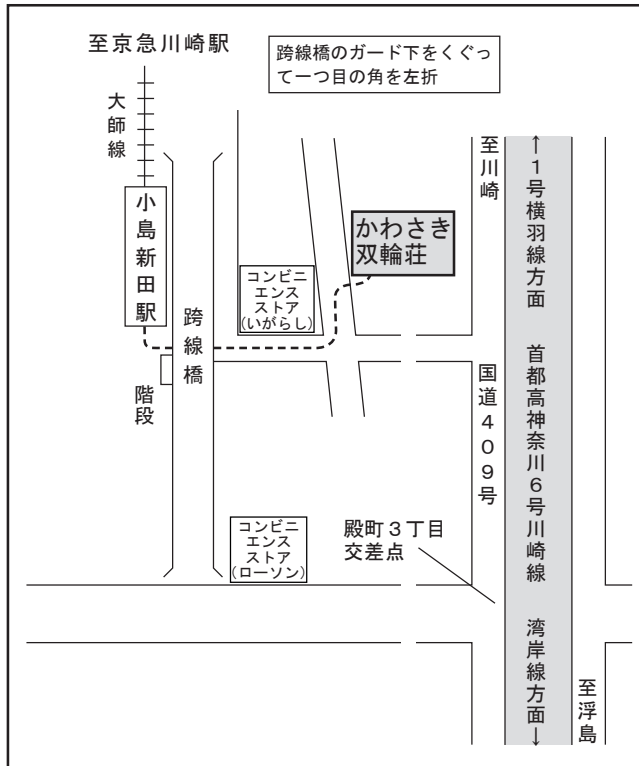 至京急川崎駅
跨線橋のガード下をくぐっ
て一つ目の角を左折
大師線
小島新田駅
跨線橋
階段
コンビニ
エンス
ストア
(いがらし)
かわさき
双輪荘
至川崎
←1号横羽線方面
首都高神奈川6号川崎線
湾岸線方面→
国道409号
コンビニ
エンス
ストア
(ローソン)
殿町3丁目
交差点
至浮島